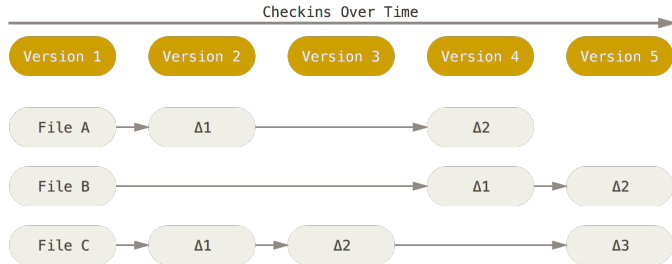 Checkins Over Time
Version 1 Version 2 Version 3 Version 4 Version 5
File A Δ1 Δ2
File B Δ1 Δ2
File C Δ1 Δ2 Δ3